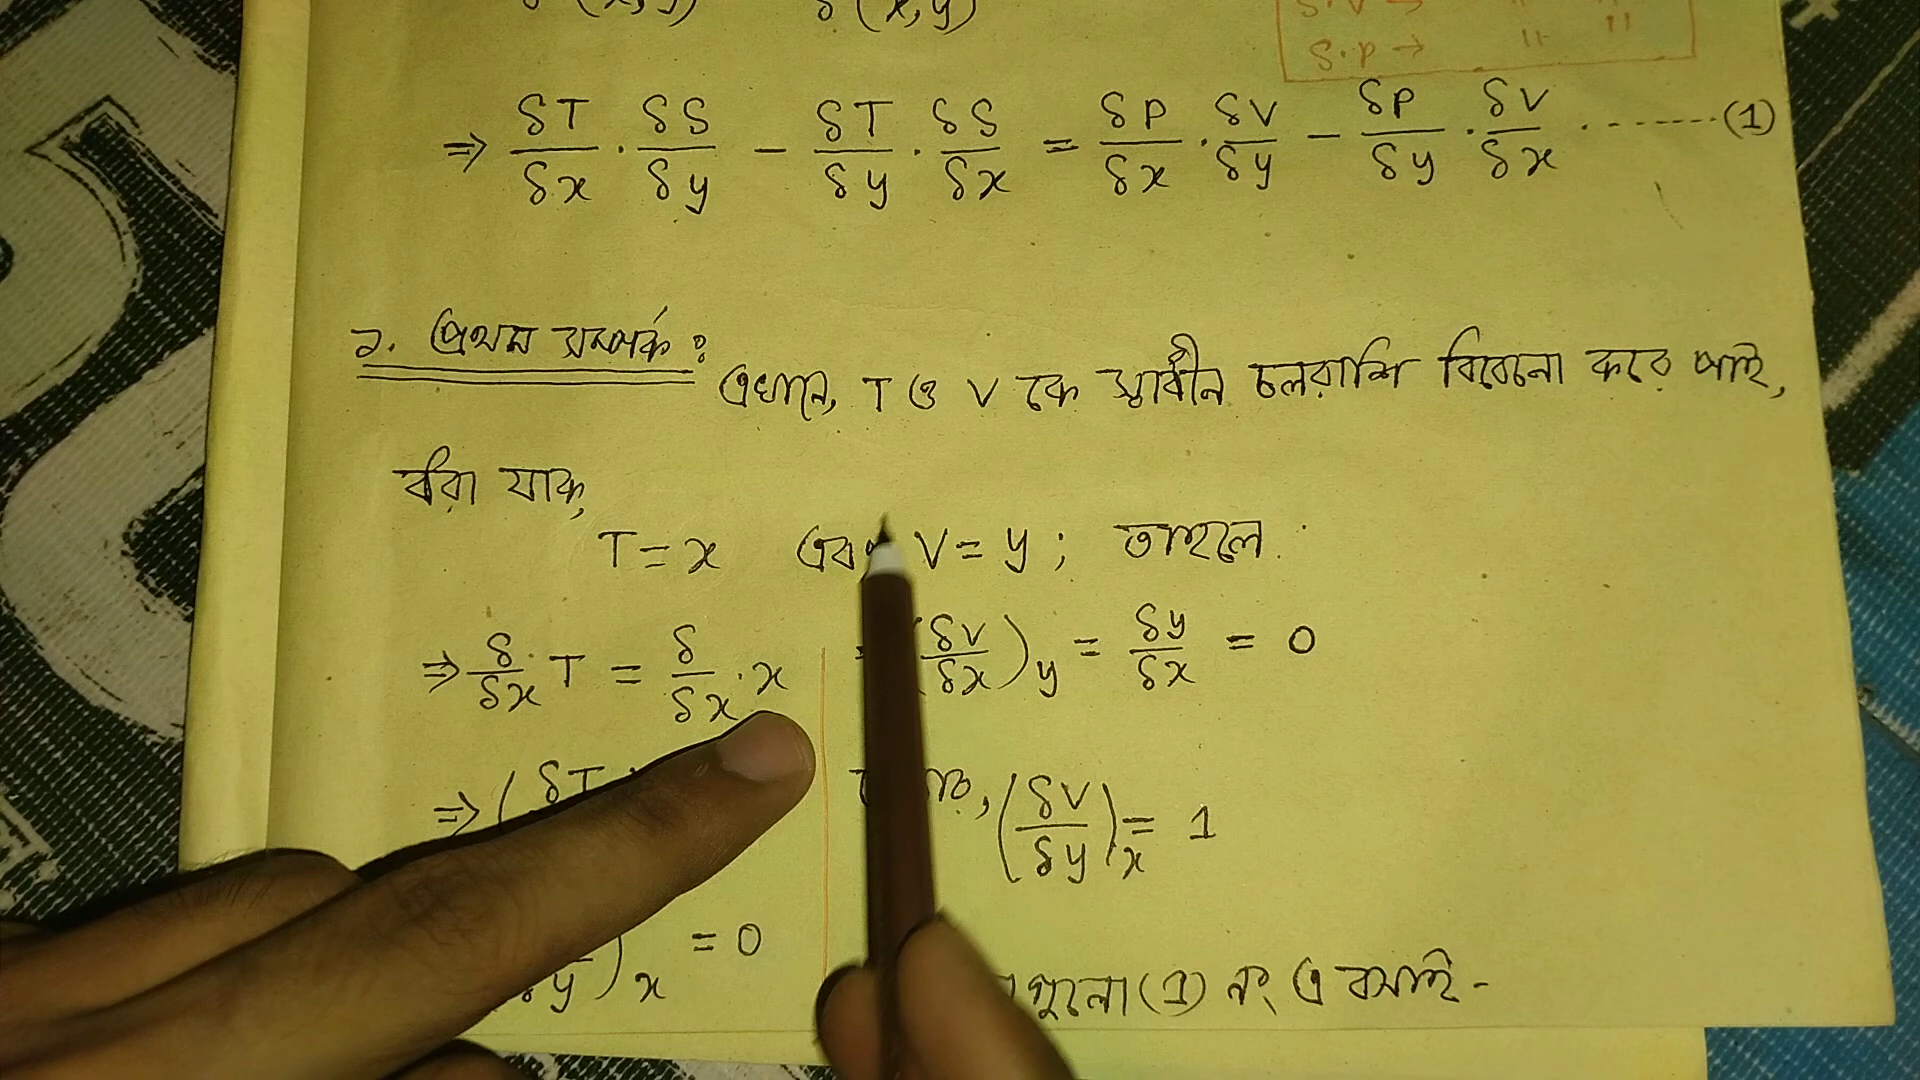 (x,y) δ(x,y)
S.V → " "
S.P → "
⇒ δT/δx · δS/δy − δT/δy · δS/δx = δP/δx · δV/δy − δP/δy · δV/δx ........(1)
১. প্রথম সম্পর্ক :
এখানে, T ও V কে স্বাধীন চলরাশি বিবেচনা করে পাই,
ধরা যাক,
T = x এবং V = y ; তাহলে
⇒ δ/δx T = δ/δx · x
(δV/δx)y = δy/δx = 0
⇒ (δT
(δV/δy)x = 1
y)x = 0
গুলো (1) নং এ বসাই -